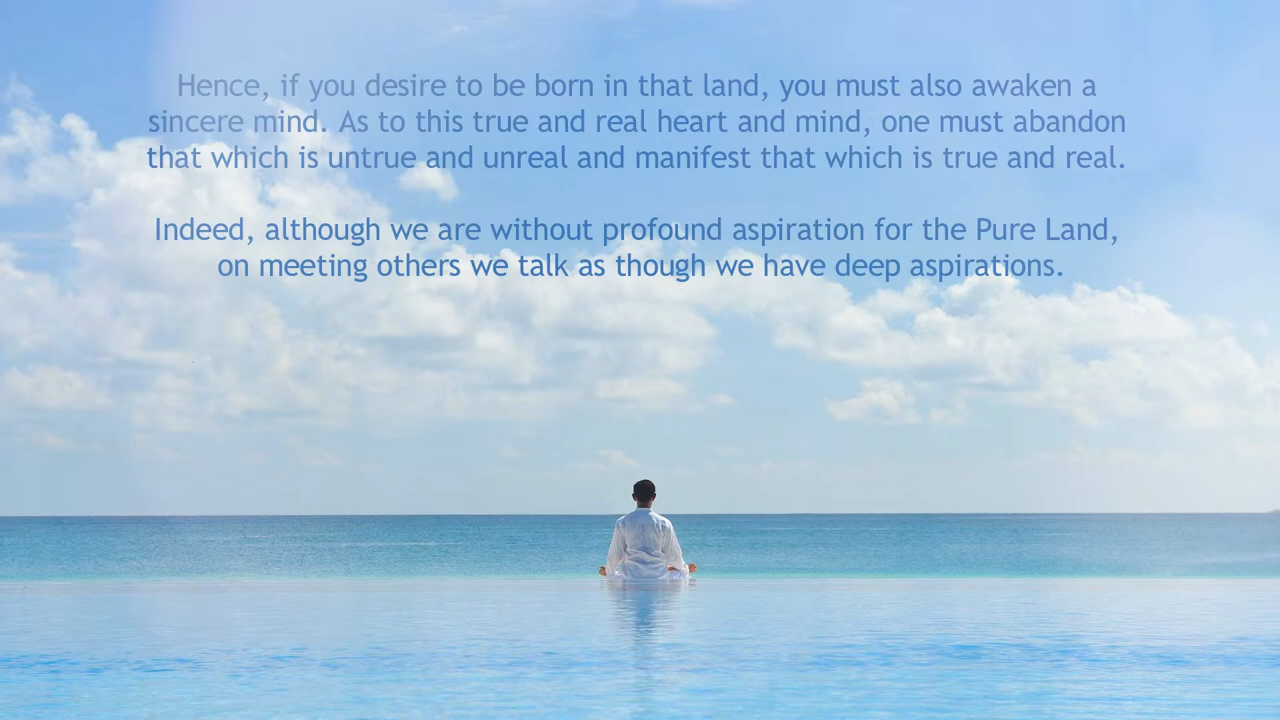 Hence, if you desire to be born in that land, you must also awaken a
sincere mind. As to this true and real heart and mind, one must abandon
that which is untrue and unreal and manifest that which is true and real.
Indeed, although we are without profound aspiration for the Pure Land,
on meeting others we talk as though we have deep aspirations.